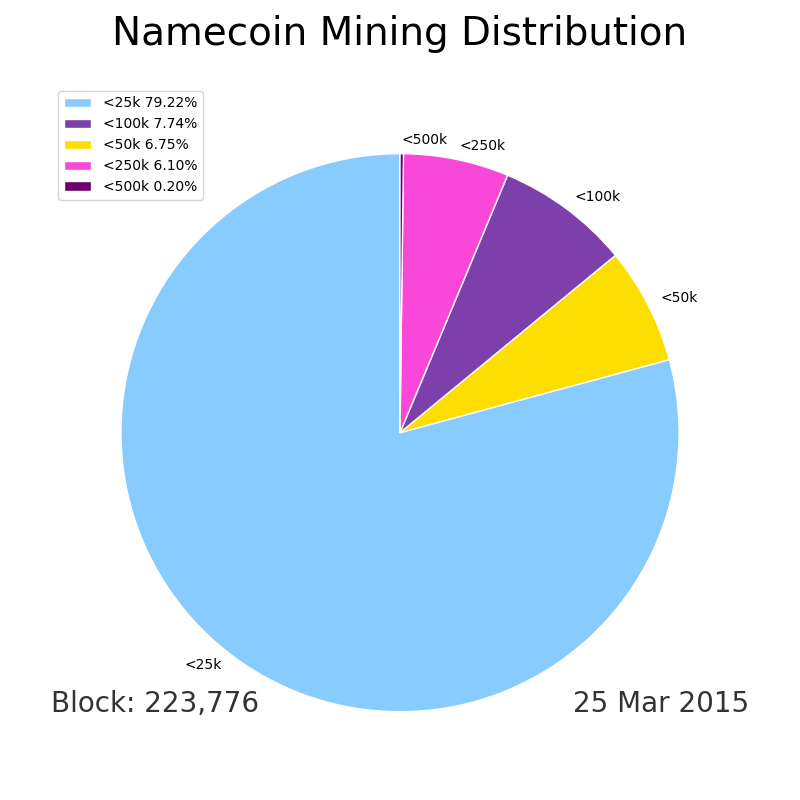 Namecoin Mining Distribution
<25k 79.22%
<100k 7.74%
<50k 6.75%
<250k 6.10%
<500k 0.20%
<500k
<250k
<100k
<50k
<25k
Block: 223,776
25 Mar 2015